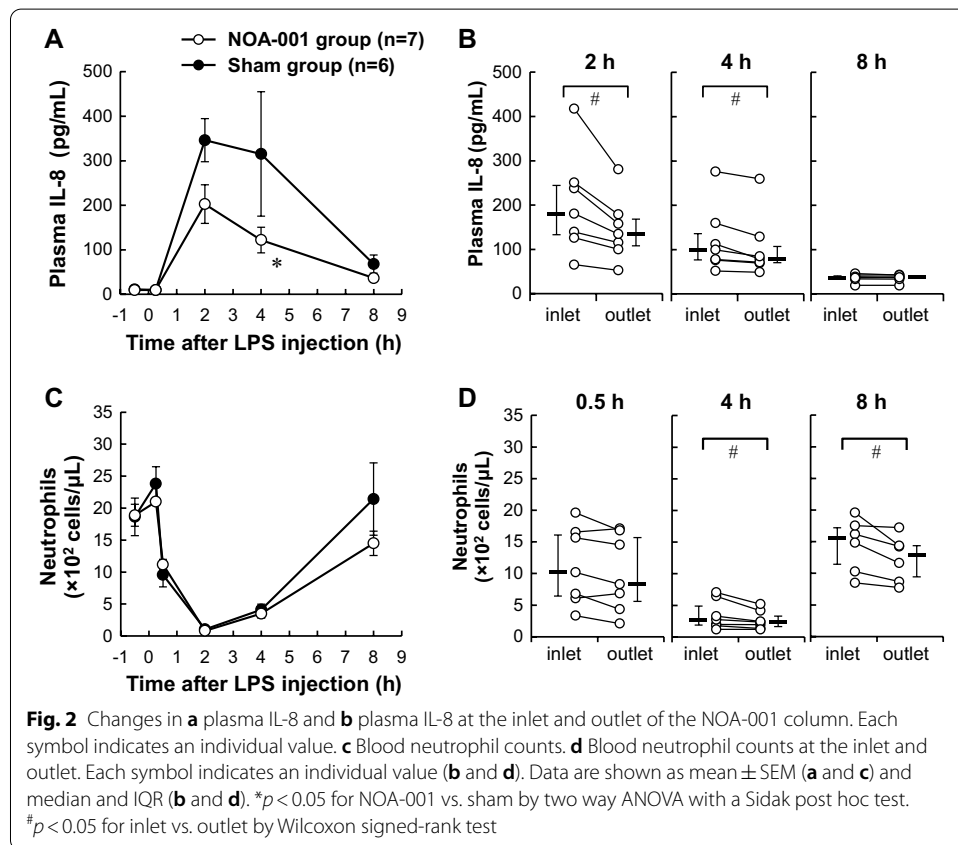 A
NOA-001 group (n=7)
Sham group (n=6)
500
400
300
200
100
0
Plasma IL-8 (pg/mL)
*
-1 0 1 2 3 4 5 6 7 8 9
Time after LPS injection (h)
B
2 h 4 h 8 h
500
400
300
200
100
0
Plasma IL-8 (pg/mL)
# #
inlet outlet inlet outlet inlet outlet
C
35
30
25
20
15
10
5
0
Neutrophils
(×10² cells/µL)
-1 0 1 2 3 4 5 6 7 8 9
Time after LPS injection (h)
D
0.5 h 4 h 8 h
35
30
25
20
15
10
5
0
Neutrophils
(×10² cells/µL)
# #
inlet outlet inlet outlet inlet outlet
Fig. 2 Changes in a plasma IL-8 and b plasma IL-8 at the inlet and outlet of the NOA-001 column. Each
symbol indicates an individual value. c Blood neutrophil counts. d Blood neutrophil counts at the inlet and
outlet. Each symbol indicates an individual value (b and d). Data are shown as mean ± SEM (a and c) and
median and IQR (b and d). *p < 0.05 for NOA-001 vs. sham by two way ANOVA with a Sidak post hoc test.
#p < 0.05 for inlet vs. outlet by Wilcoxon signed-rank test